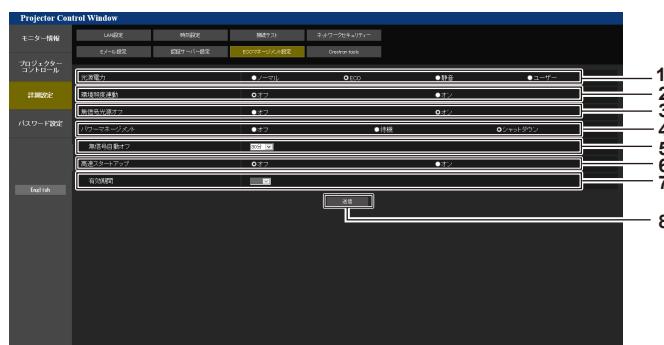 Projector Control Window
モニター情報
プロジェクター
コントロール
詳細設定
パスワード設定
English
LAN設定 時刻設定 接続テスト ネットワークセキュリティー
Eメール設定 認証サーバー設定 ECOマネージメント設定 Crestron tools
光源電力 ノーマル ECO 静音 ユーザー 1
環境照度連動 オフ オン 2
無信号光源オフ オフ オン 3
パワーマネージメント オフ 待機 シャットダウン 4
無信号自動オフ 30分 5
高速スタートアップ オフ オン 6
有効期間 7
送信 8